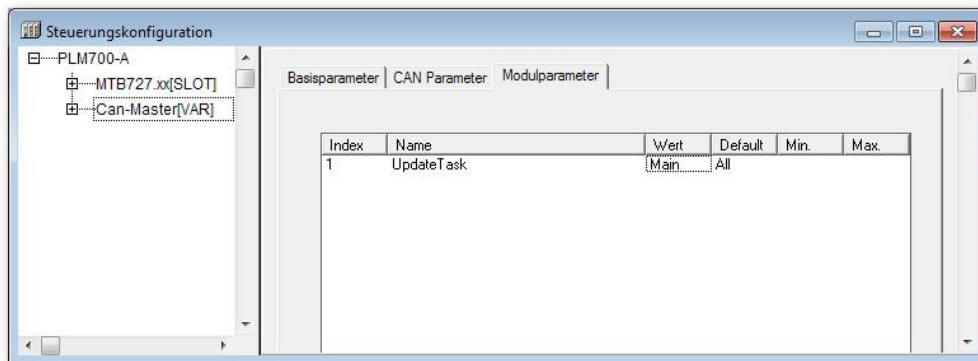 Steuerungskonfiguration
PLM700-A
MTB727.xx[SLOT]
Can-Master[VAR]
Basisparameter CAN Parameter Modulparameter
Index Name Wert Default Min. Max.
1 UpdateTask Main All